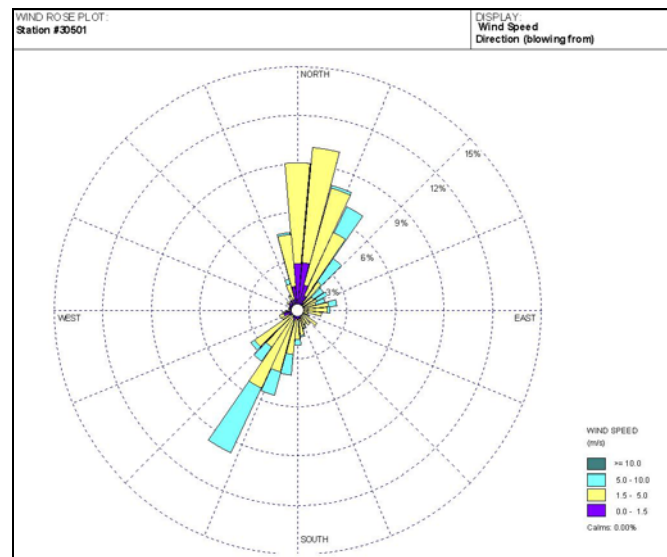 WIND ROSE PLOT:
Station #30501
DISPLAY:
Wind Speed
Direction (blowing from)
NORTH
15%
12%
9%
6%
3%
WEST
EAST
WIND SPEED
(m/s)
>= 10.0
5.0 - 10.0
1.5 - 5.0
0.0 - 1.5
Calms: 0.00%
SOUTH